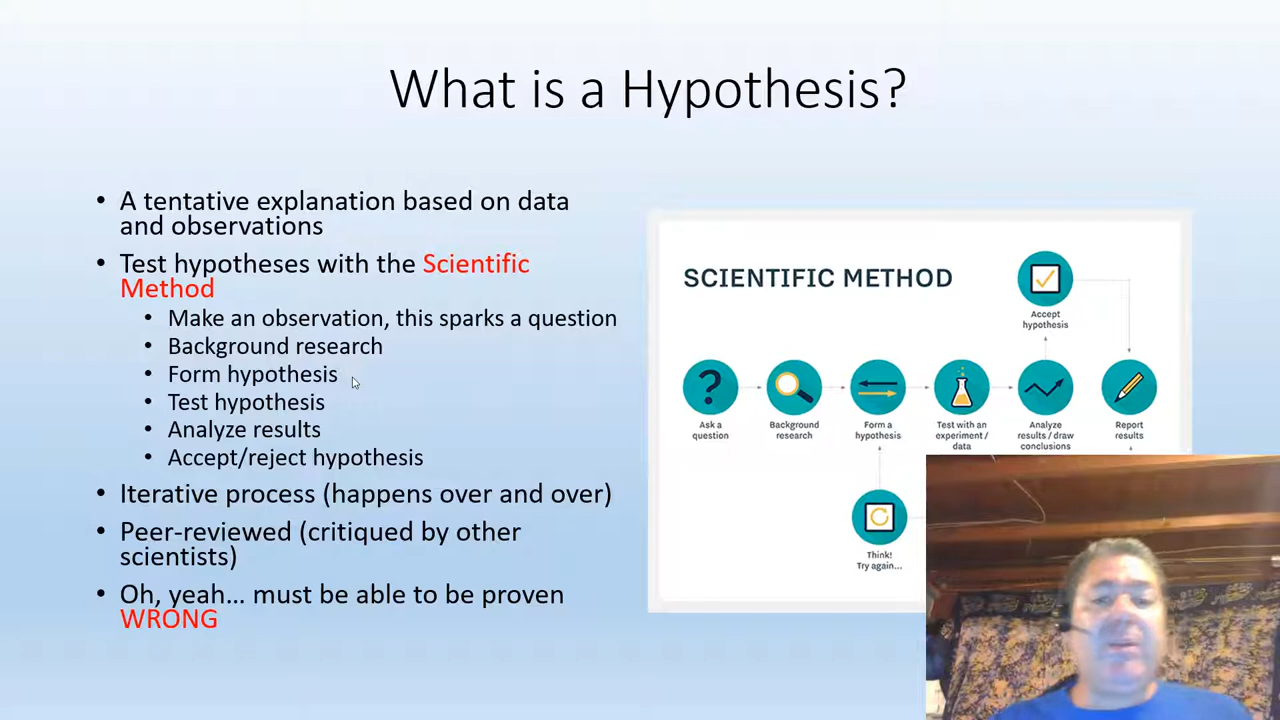 What is a Hypothesis?
• A tentative explanation based on data
and observations
• Test hypotheses with the Scientific
Method
• Make an observation, this sparks a question
• Background research
• Form hypothesis
• Test hypothesis
• Analyze results
• Accept/reject hypothesis
• Iterative process (happens over and over)
• Peer-reviewed (critiqued by other
scientists)
• Oh, yeah... must be able to be proven
WRONG
SCIENTIFIC METHOD
Accept
hypothesis
Ask a
question
Background
research
Form a
hypothesis
Test with an
experiment /
data
Analyze
results / draw
conclusions
Report
results
Think!
Try again...